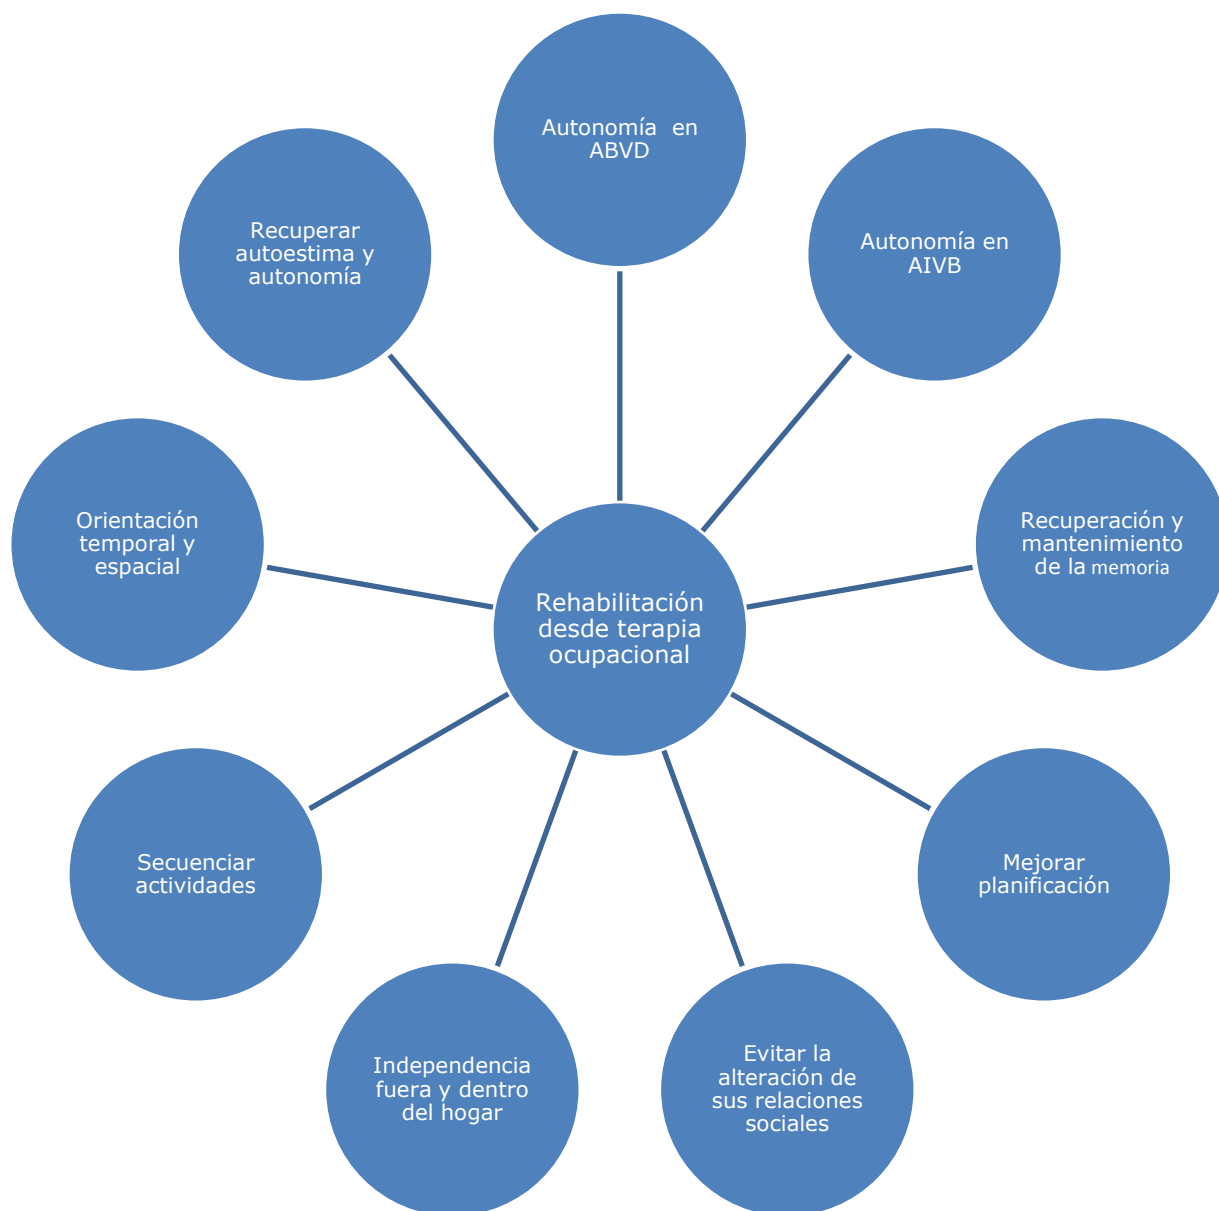 Autonomía en
ABVD
Autonomía en
AIVB
Recuperación y
mantenimiento
de la memoria
Mejorar
planificación
Evitar la
alteración de
sus relaciones
sociales
Independencia
fuera y dentro
del hogar
Secuenciar
actividades
Orientación
temporal y
espacial
Recuperar
autoestima y
autonomía
Rehabilitación
desde terapia
ocupacional